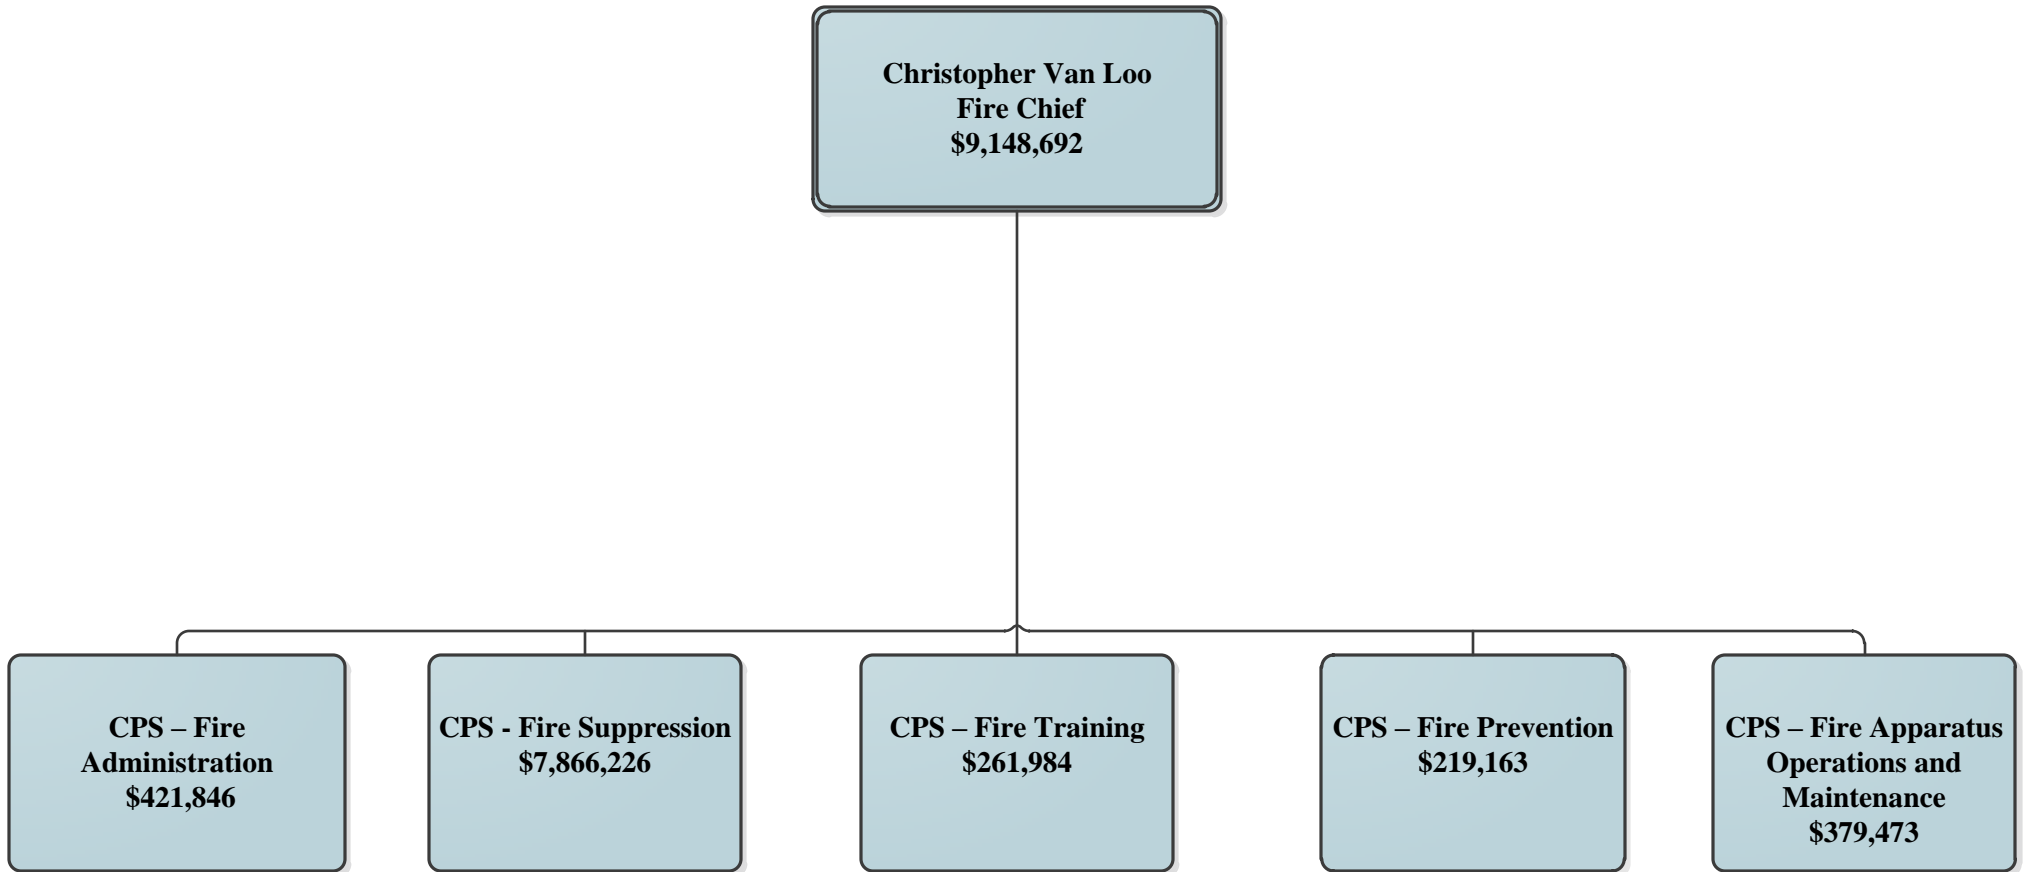 Christopher Van Loo
Fire Chief
$9,148,692
CPS – Fire
Administration
$421,846
CPS - Fire Suppression
$7,866,226
CPS – Fire Training
$261,984
CPS – Fire Prevention
$219,163
CPS – Fire Apparatus
Operations and
Maintenance
$379,473